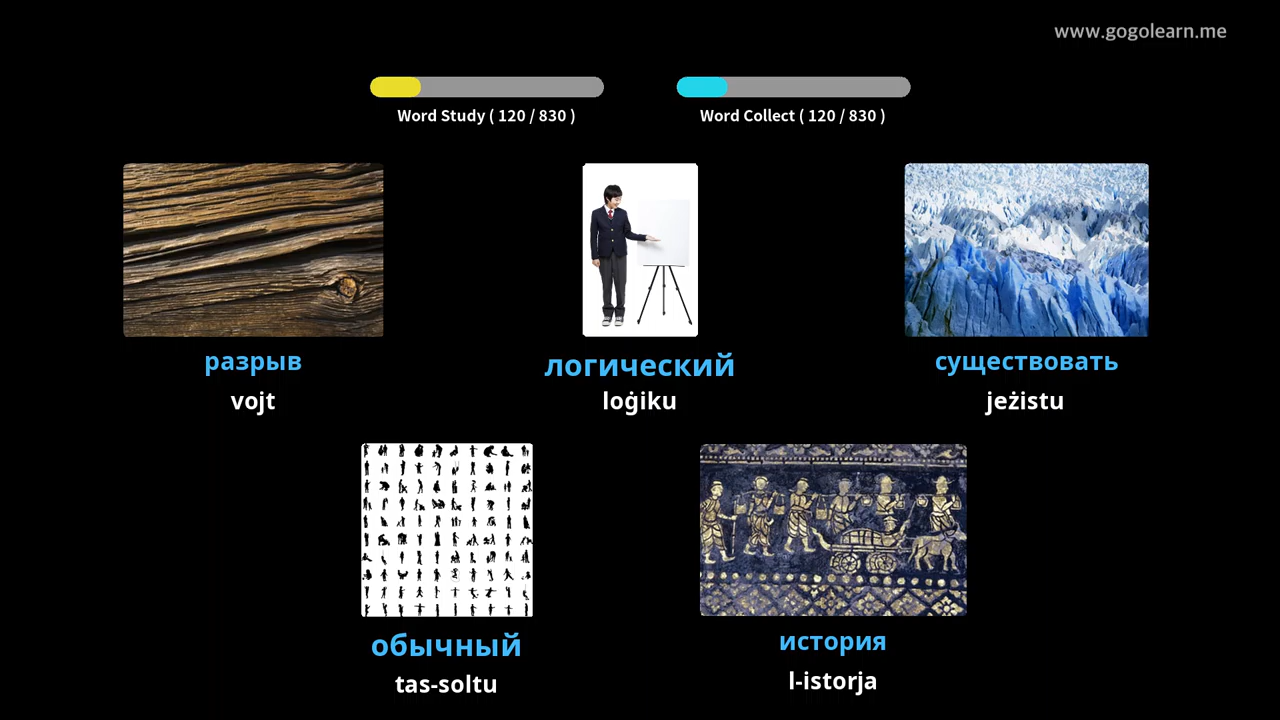 www.gogolearn.me
Word Study ( 120 / 830 )
Word Collect ( 120 / 830 )
разрыв
vojt
логический
loġiku
существовать
jeżistu
обычный
tas-soltu
история
l-istorja